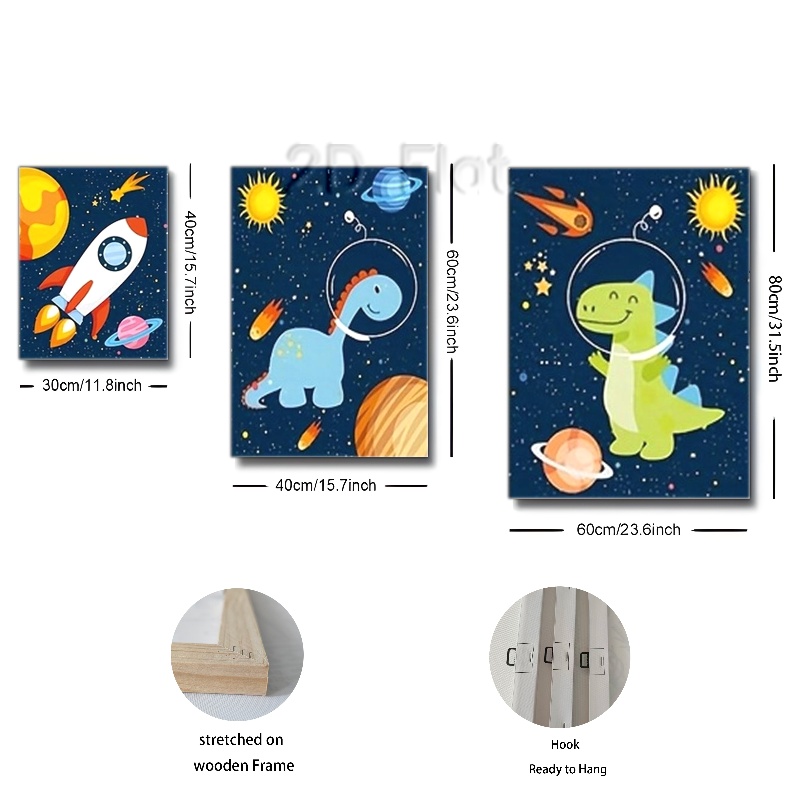 2D Flat
40cm/15.7inch
30cm/11.8inch
60cm/23.6inch
40cm/15.7inch
80cm/31.5inch
60cm/23.6inch
stretched on
wooden Frame
Hook
Ready to Hang